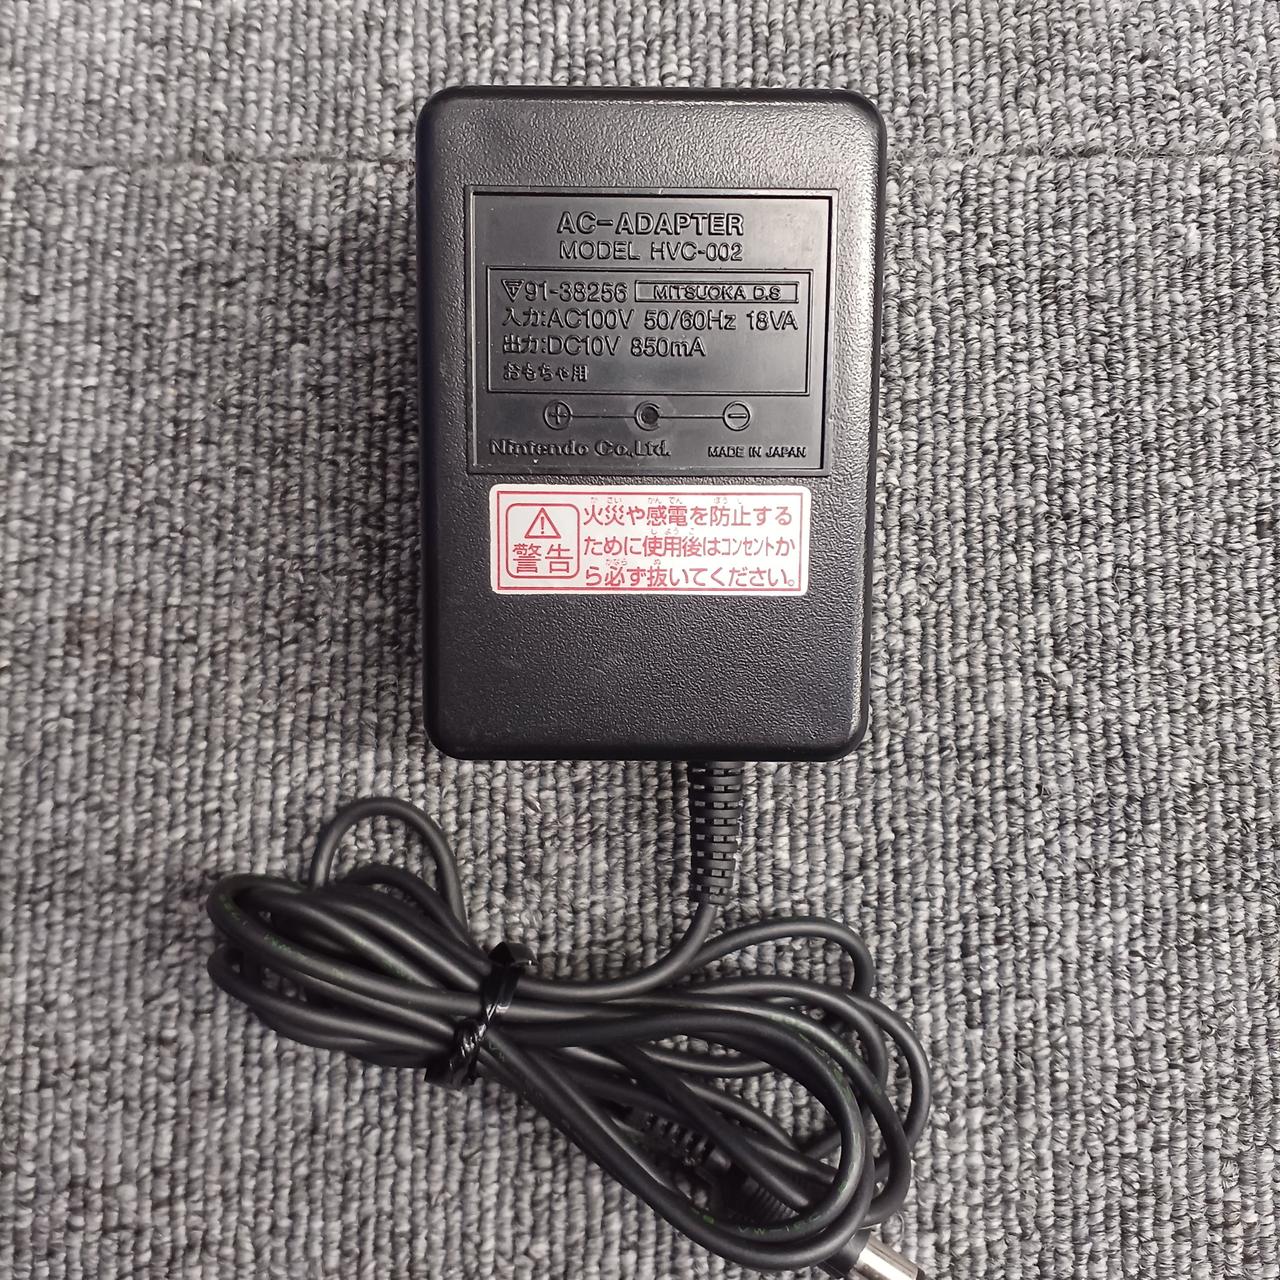 AC-ADAPTER
MODEL HVC-002
91-38256 MITSUOKA D.S
入力:AC100V 50/60Hz 18VA
出力:DC10V 850mA
おもちゃ用
+ −
Nintendo Co.,Ltd. MADE IN JAPAN
警告
火災や感電を防止する
ために使用後はコンセントか
ら必ず抜いてください。